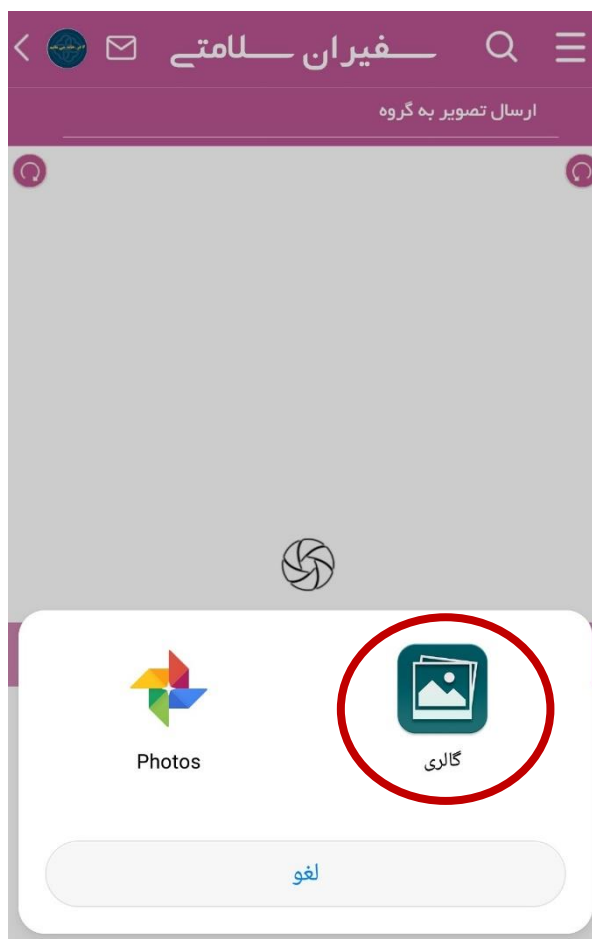 سفیران سلامتی
ارسال تصویر به گروه
گالری
Photos
لغو